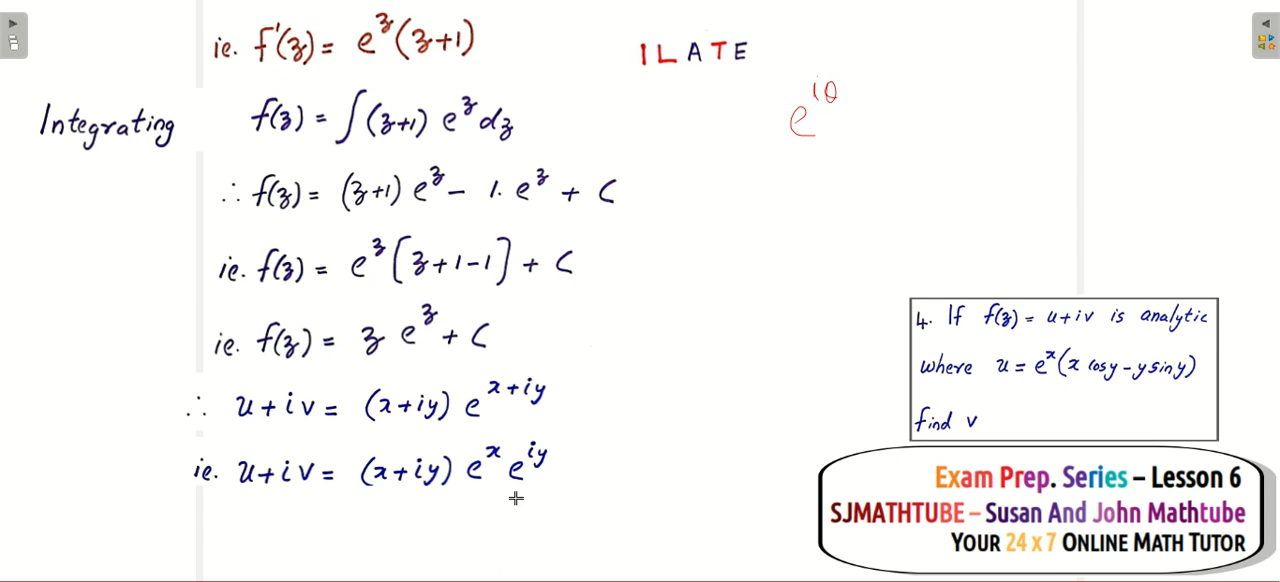 ie. f'(z) = e^z (z+1)
I L A T E
e^{iθ}
Integrating f(z) = ∫ (z+1) e^z dz
∴ f(z) = (z+1) e^z − 1. e^z + C
ie. f(z) = e^z [z+1−1] + C
ie. f(z) = z e^z + C
∴ u + iv = (x+iy) e^{x+iy}
ie. u + iv = (x+iy) e^x e^{iy}
4. If f(z) = u+iv is analytic
where u = e^x (x cosy − y siny)
find v
Exam Prep. Series – Lesson 6
SJMATHTUBE – Susan And John Mathtube
YOUR 24 x 7 ONLINE MATH TUTOR